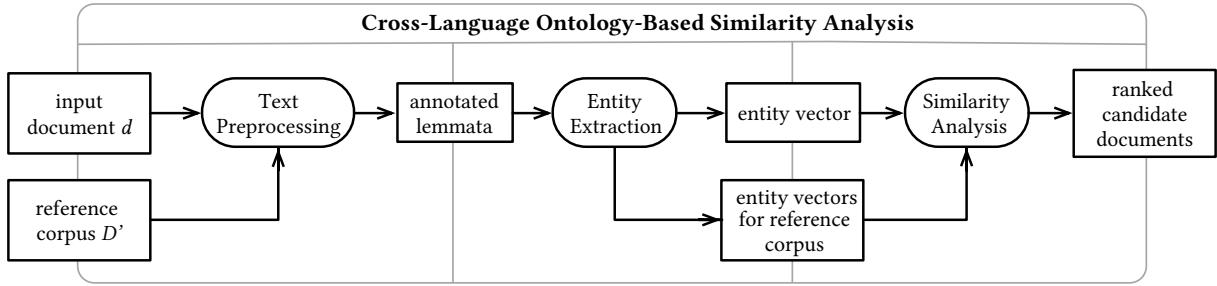 Cross-Language Ontology-Based Similarity Analysis
input
document d
Text
Preprocessing
annotated
lemmata
Entity
Extraction
entity vector
Similarity
Analysis
ranked
candidate
documents
reference
corpus D’
entity vectors
for reference
corpus